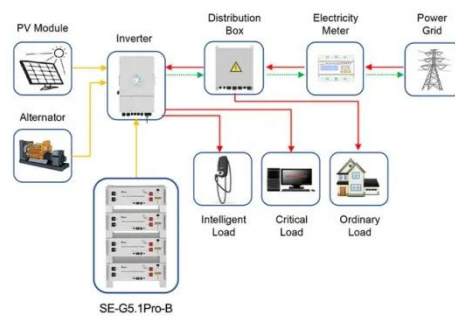 PV Module
Inverter
Distribution
Box
Electricity
Meter
Power
Grid
Alternator
Intelligent
Load
Critical
Load
Ordinary
Load
SE-G5.1Pro-B